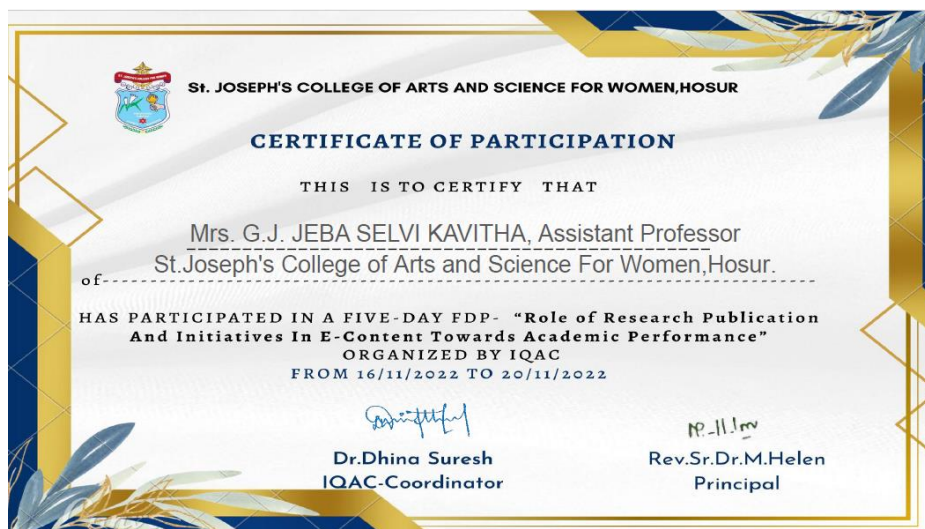 St. JOSEPH'S COLLEGE OF ARTS AND SCIENCE FOR WOMEN,HOSUR
CERTIFICATE OF PARTICIPATION
THIS IS TO CERTIFY THAT
Mrs. G.J. JEBA SELVI KAVITHA, Assistant Professor
of St.Joseph's College of Arts and Science For Women,Hosur.
HAS PARTICIPATED IN A FIVE-DAY FDP- “Role of Research Publication
And Initiatives In E-Content Towards Academic Performance”
ORGANIZED BY IQAC
FROM 16/11/2022 TO 20/11/2022
Dr.Dhina Suresh
IQAC-Coordinator
Rev.Sr.Dr.M.Helen
Principal